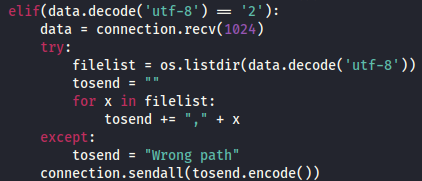 elif(data.decode('utf-8') == '2'):
    data = connection.recv(1024)
    try:
        filelist = os.listdir(data.decode('utf-8'))
        tosend = ""
        for x in filelist:
            tosend += "," + x
    except:
        tosend = "Wrong path"
    connection.sendall(tosend.encode())